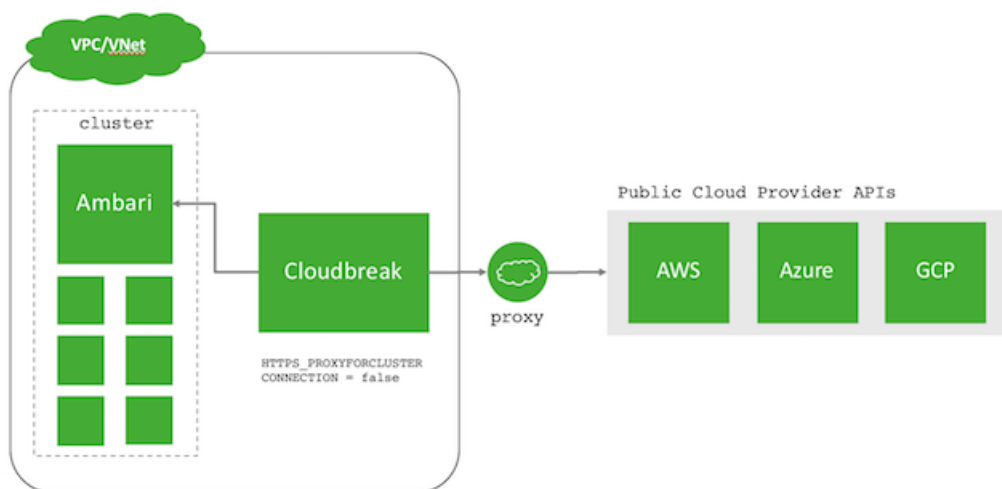 VPC/VNet
cluster
Ambari
Cloudbreak
HTTPS_PROXYFORCLUSTER
CONNECTION = false
proxy
Public Cloud Provider APIs
AWS
Azure
GCP